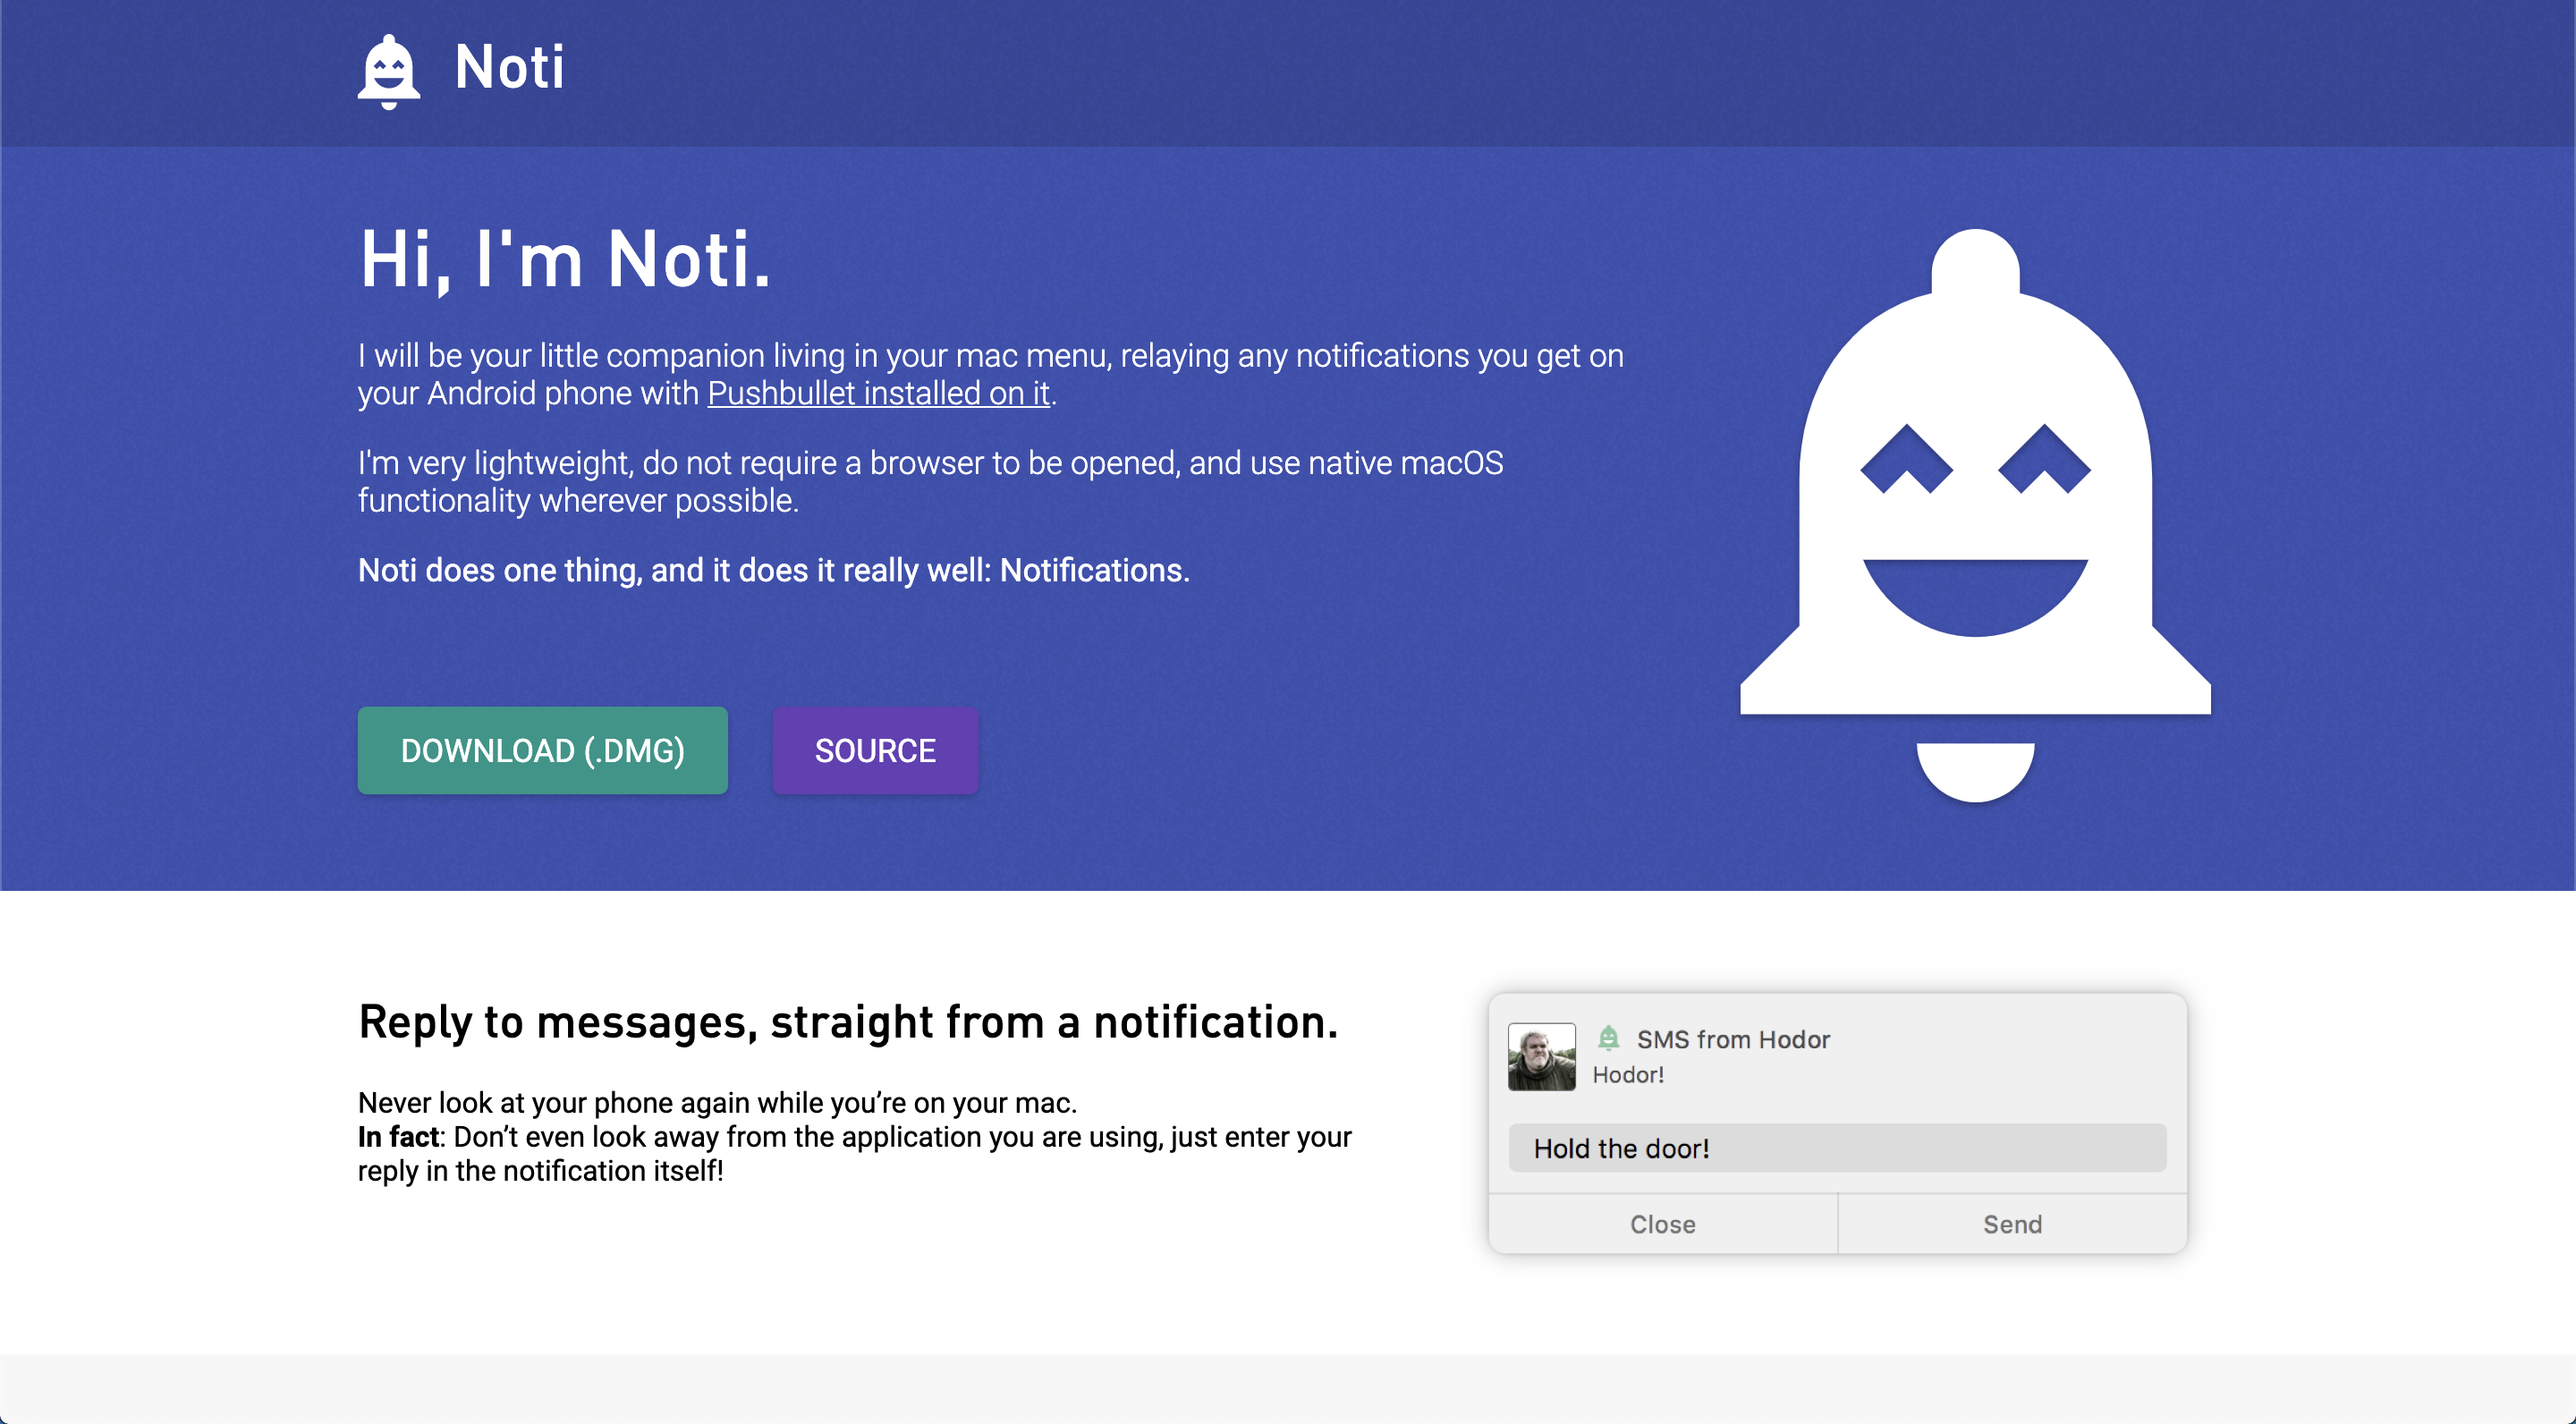 Noti
Hi, I'm Noti.
I will be your little companion living in your mac menu, relaying any notifications you get on
your Android phone with Pushbullet installed on it.
I'm very lightweight, do not require a browser to be opened, and use native macOS
functionality wherever possible.
Noti does one thing, and it does it really well: Notifications.
DOWNLOAD (.DMG)
SOURCE
Reply to messages, straight from a notification.
Never look at your phone again while you’re on your mac.
In fact: Don’t even look away from the application you are using, just enter your
reply in the notification itself!
SMS from Hodor
Hodor!
Hold the door!
Close
Send